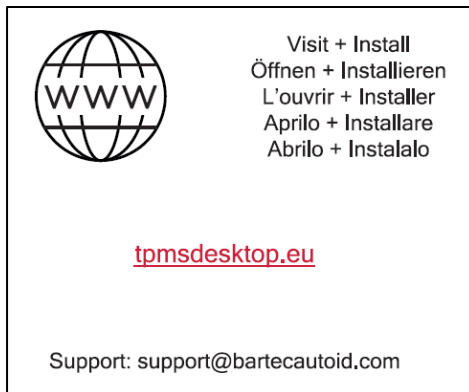 WWW
Visit + Install
Öffnen + Installieren
L'ouvrir + Installer
Aprilo + Installare
Abrilo + Instalalo
tpmsdesktop.eu
Support: support@bartecautoid.com